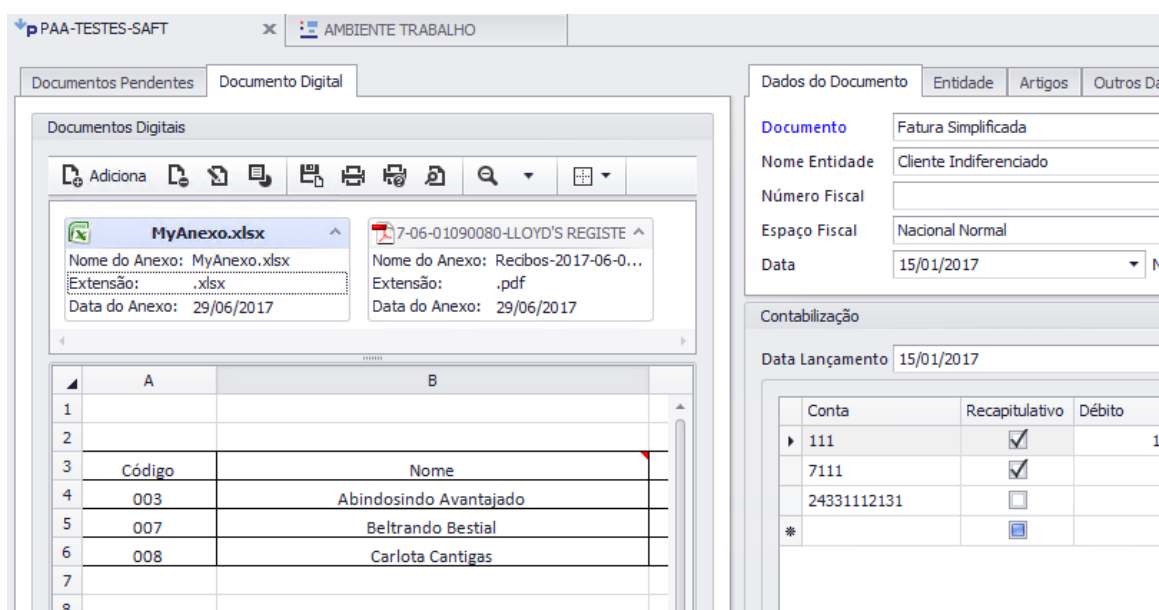 PAA-TESTES-SAFT
AMBIENTE TRABALHO
Documentos Pendentes
Documento Digital
Documentos Digitais
Adiciona
MyAnexo.xlsx
Nome do Anexo: MyAnexo.xlsx
Extensão: .xlsx
Data do Anexo: 29/06/2017
7-06-01090080-LLOYD'S REGISTE
Nome do Anexo: Recibos-2017-06-0...
Extensão: .pdf
Data do Anexo: 29/06/2017
A B
1
2
3 Código Nome
4 003 Abindosindo Avantajado
5 007 Beltrando Bestial
6 008 Carlota Cantigas
7
8
Dados do Documento
Entidade
Artigos
Outros Da
Documento Fatura Simplificada
Nome Entidade Cliente Indiferenciado
Número Fiscal
Espaço Fiscal Nacional Normal
Data 15/01/2017 N
Contabilização
Data Lançamento 15/01/2017
Conta Recapitulativo Débito
111 1
7111
24331112131